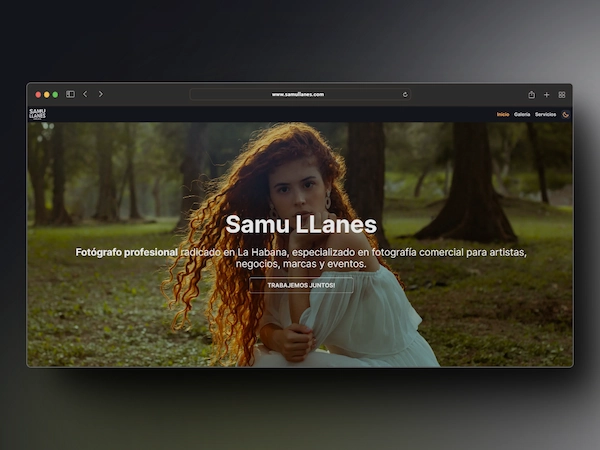 www.samullanes.com
SAMU
LLANES
Inicio Galería Servicios
Samu LLanes
Fotógrafo profesional radicado en La Habana, especializado en fotografía comercial para artistas,
negocios, marcas y eventos.
TRABAJEMOS JUNTOS!